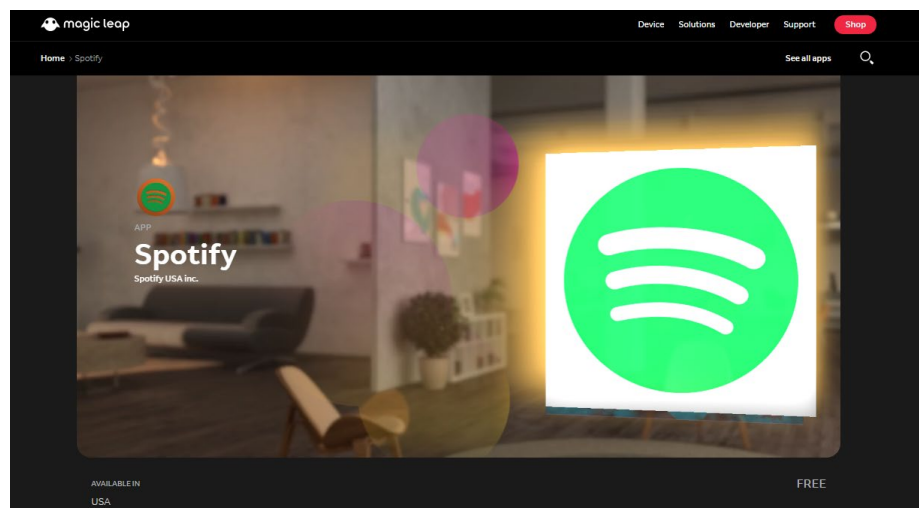 magic leap
Device Solutions Developer Support Shop
Home › Spotify
See all apps
APP
Spotify
Spotify USA inc.
AVAILABLE IN
FREE
USA